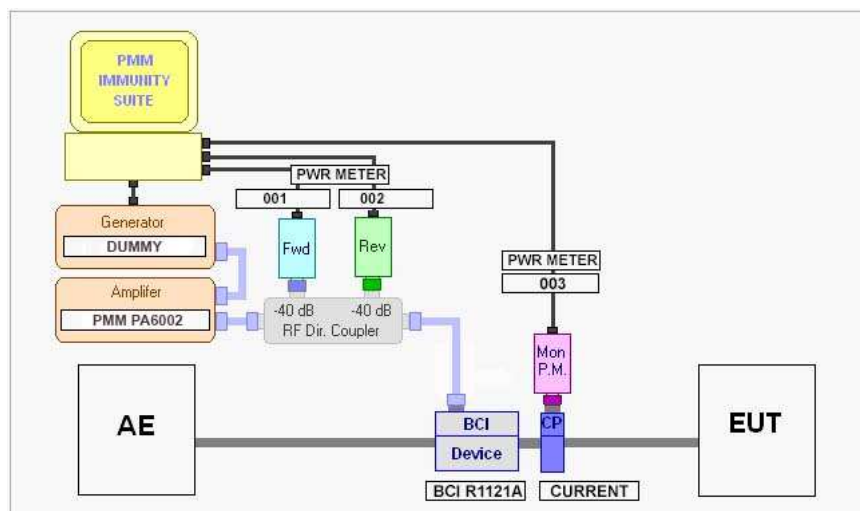 PMM
IMMUNITY
SUITE
PWR METER
001
002
Generator
DUMMY
Fwd
Rev
PWR METER
003
Amplifer
PMM PA6002
-40 dB
-40 dB
RF Dir. Coupler
Mon
P.M.
AE
BCI
Device
CP
EUT
BCI R1121A
CURRENT